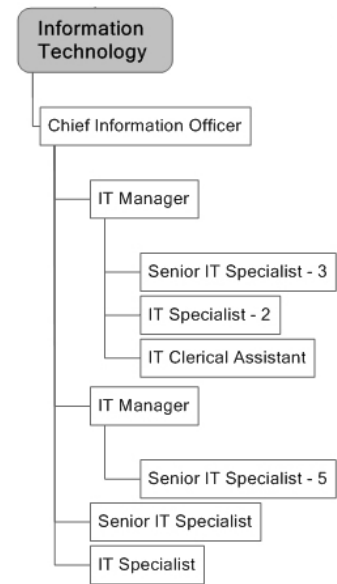 Information
Technology
Chief Information Officer
IT Manager
Senior IT Specialist - 3
IT Specialist - 2
IT Clerical Assistant
IT Manager
Senior IT Specialist - 5
Senior IT Specialist
IT Specialist